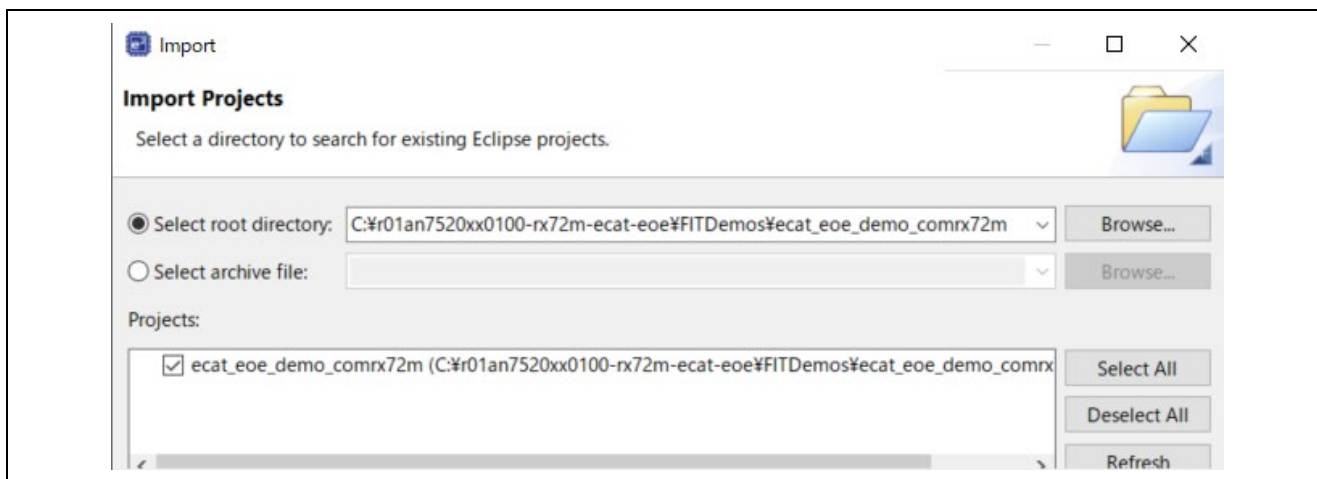 Import
Import Projects
Select a directory to search for existing Eclipse projects.
Select root directory: C:¥r01an7520xx0100-rx72m-ecat-eoe¥FITDemos¥ecat_eoe_demo_comrx72m Browse...
Select archive file: Browse...
Projects:
ecat_eoe_demo_comrx72m (C:¥r01an7520xx0100-rx72m-ecat-eoe¥FITDemos¥ecat_eoe_demo_comrx Select All
Deselect All
Refresh